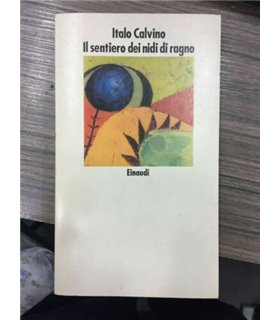 Italo Calvino
Il sentiero dei nidi di ragno
Einaudi